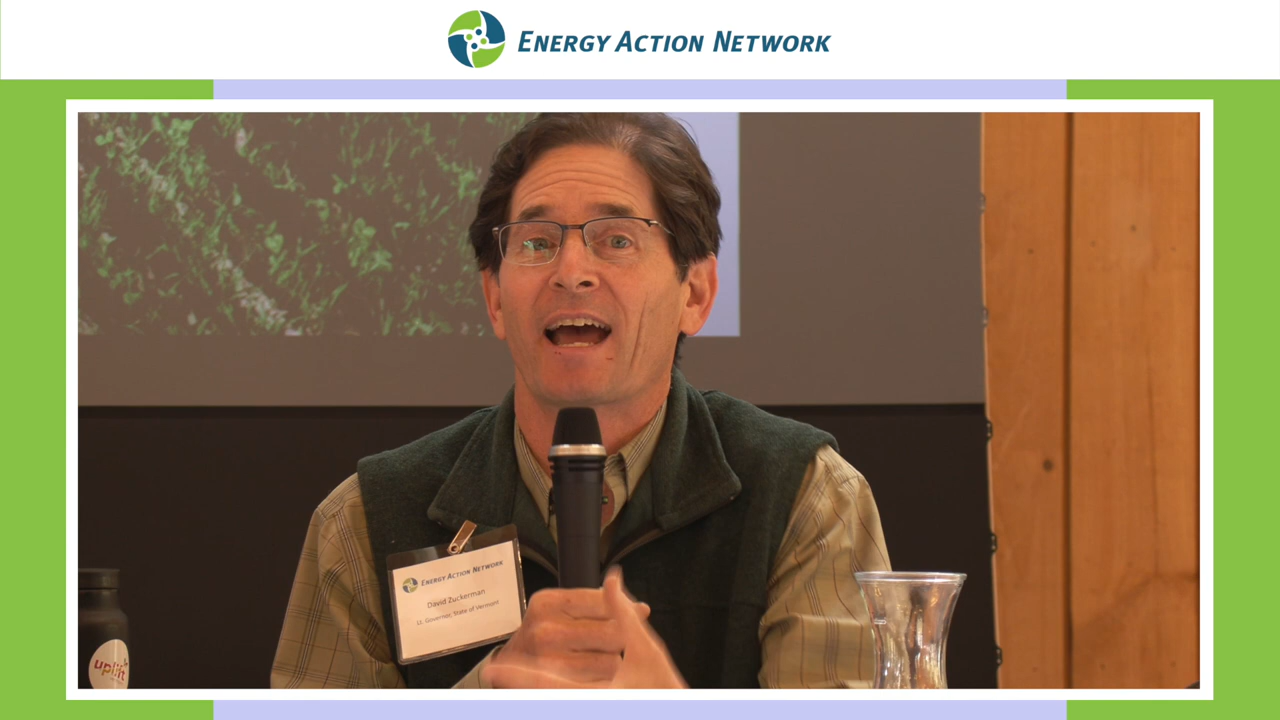 ENERGY ACTION NETWORK
ENERGY ACTION NETWORK
David Zuckerman
Lt. Governor, State of Vermont
uplift